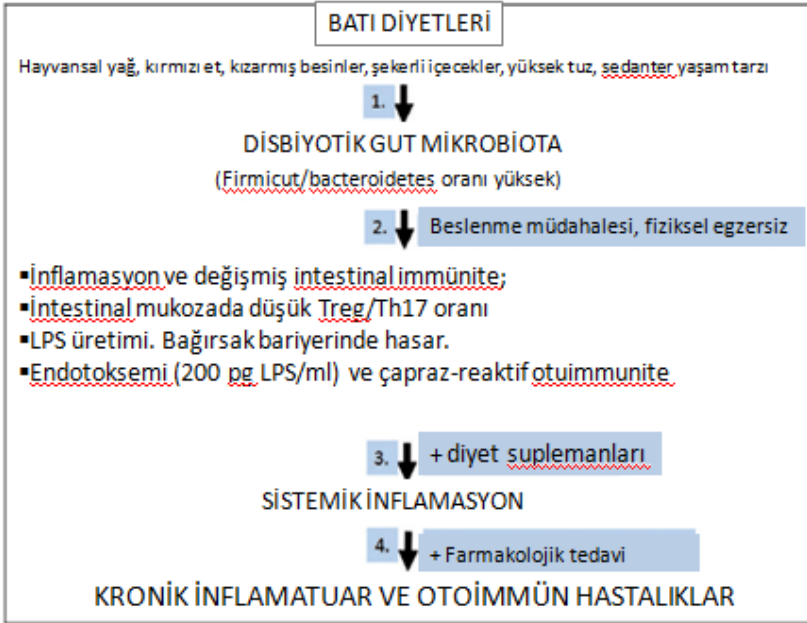 BATI DİYETLERİ
Hayvansal yağ, kırmızı et, kızarmış besinler, şekerli içecekler, yüksek tuz, sedanter yaşam tarzı
1.
DİSBİYOTİK GUT MİKROBİOTA
(Firmicut/bacteroidetes oranı yüksek)
2. Beslenme müdahalesi, fiziksel egzersiz
▪İnflamasyon ve değişmiş intestinal immünite;
▪İntestinal mukozada düşük Treg/Th17 oranı
▪LPS üretimi. Bağırsak bariyerinde hasar.
▪Endotoksemi (200 pg LPS/ml) ve çapraz-reaktif otuimmunite
3. + diyet suplemanları
SİSTEMİK İNFLAMASYON
4. + Farmakolojik tedavi
KRONİK İNFLAMATUAR VE OTOİMMÜN HASTALIKLAR